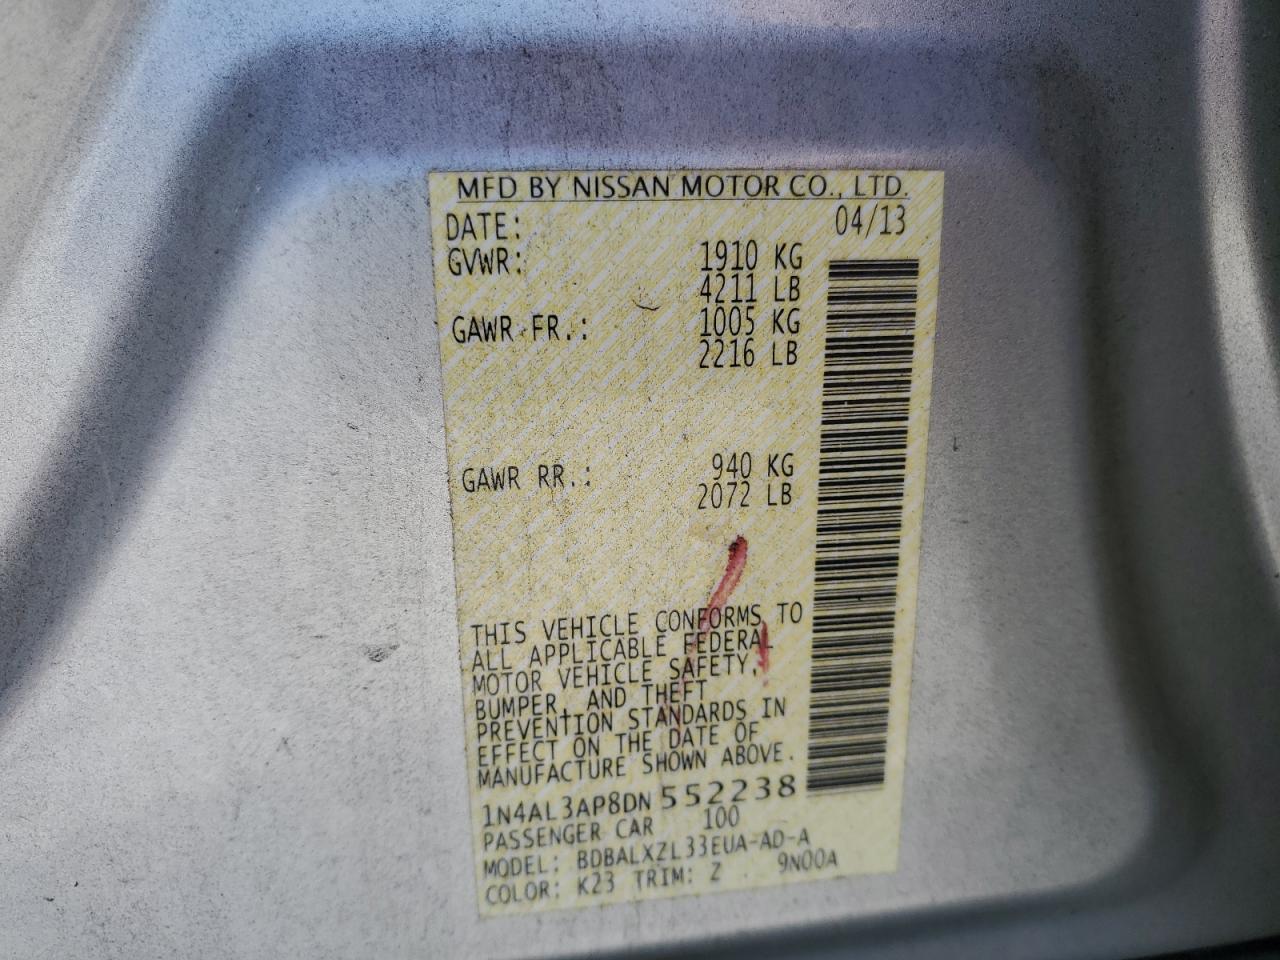 MFD BY NISSAN MOTOR CO., LTD.
DATE: 04/13
GVWR: 1910 KG
4211 LB
GAWR FR.: 1005 KG
2216 LB
GAWR RR.: 940 KG
2072 LB
THIS VEHICLE CONFORMS TO
ALL APPLICABLE FEDERAL
MOTOR VEHICLE SAFETY,
BUMPER, AND THEFT
PREVENTION STANDARDS IN
EFFECT ON THE DATE OF
MANUFACTURE SHOWN ABOVE.
1N4AL3AP8DN552238
PASSENGER CAR 100
MODEL: BDBALXZL33EUA-AD-A
COLOR: K23 TRIM: Z 9N00A